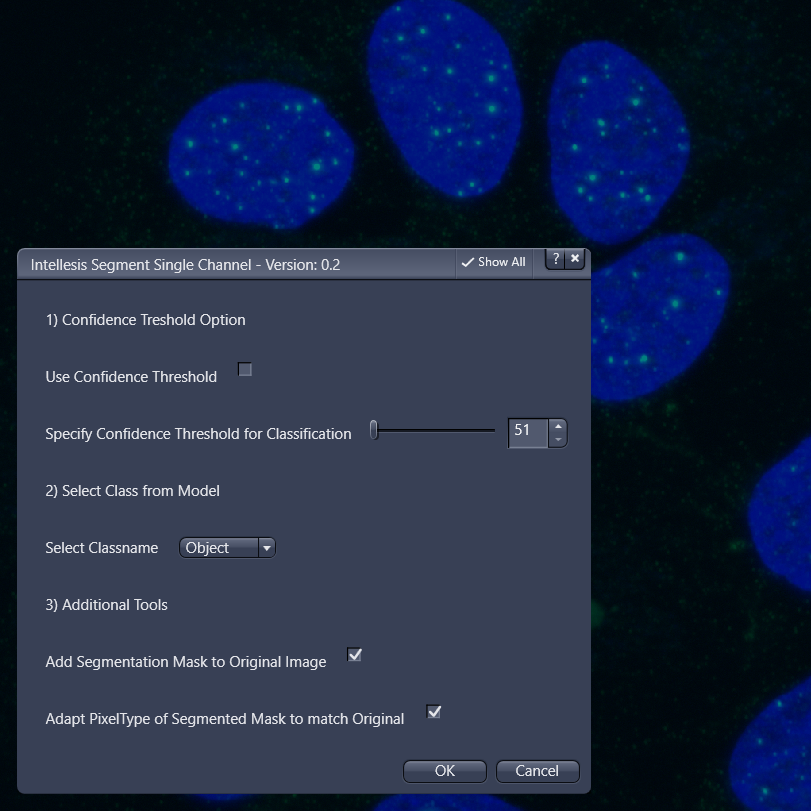 Intellesis Segment Single Channel - Version: 0.2
Show All
?
1) Confidence Treshold Option
Use Confidence Threshold
Specify Confidence Threshold for Classification
51
2) Select Class from Model
Select Classname
Object
3) Additional Tools
Add Segmentation Mask to Original Image
Adapt PixelType of Segmented Mask to match Original
OK
Cancel